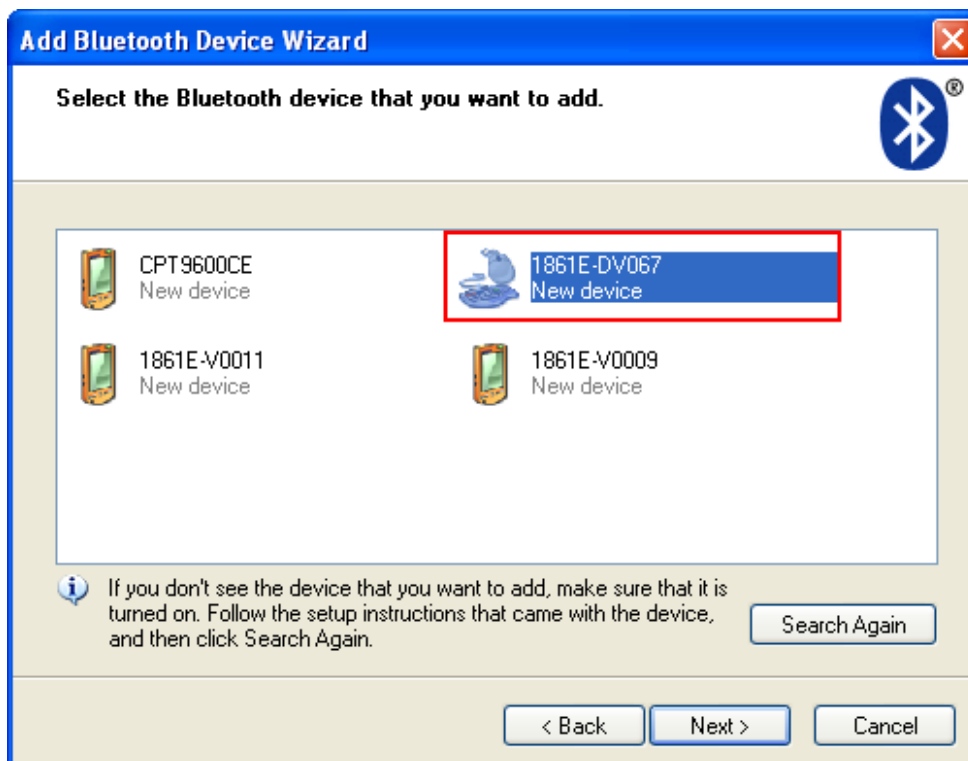 Add Bluetooth Device Wizard
Select the Bluetooth device that you want to add.
®
CPT9600CE
New device
1861E-DV067
New device
1861E-V0011
New device
1861E-V0009
New device
If you don't see the device that you want to add, make sure that it is
turned on. Follow the setup instructions that came with the device,
and then click Search Again.
Search Again
< Back
Next >
Cancel